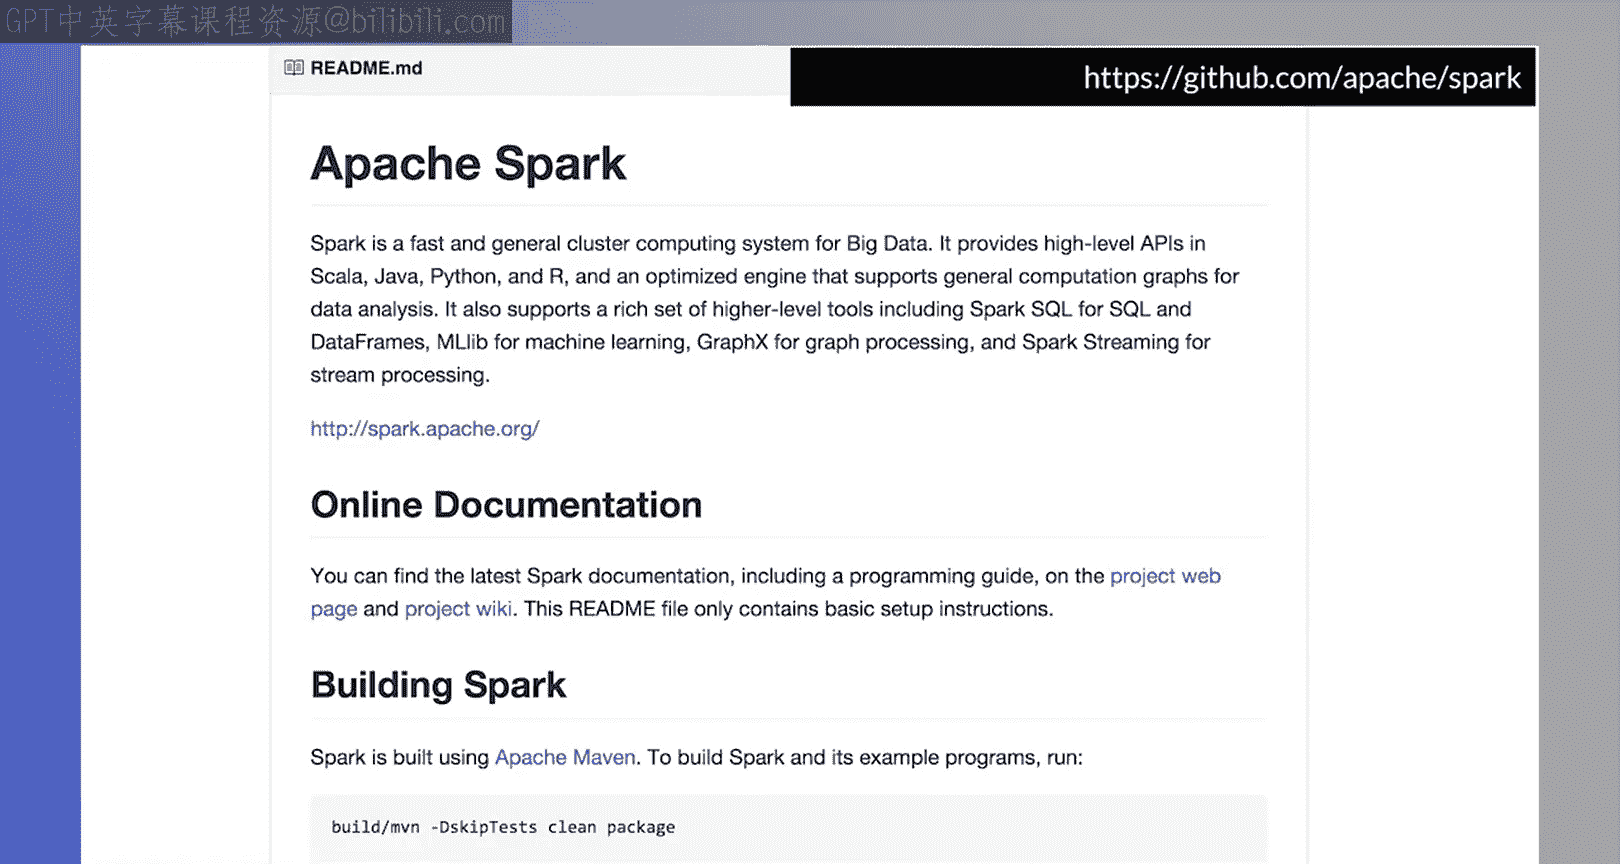 GPT中英字幕课程资源@bilibili.com
README.md
https://github.com/apache/spark
Apache Spark
Spark is a fast and general cluster computing system for Big Data. It provides high-level APIs in
Scala, Java, Python, and R, and an optimized engine that supports general computation graphs for
data analysis. It also supports a rich set of higher-level tools including Spark SQL for SQL and
DataFrames, MLlib for machine learning, GraphX for graph processing, and Spark Streaming for
stream processing.
http://spark.apache.org/
Online Documentation
You can find the latest Spark documentation, including a programming guide, on the project web
page and project wiki. This README file only contains basic setup instructions.
Building Spark
Spark is built using Apache Maven. To build Spark and its example programs, run:
build/mvn -DskipTests clean package